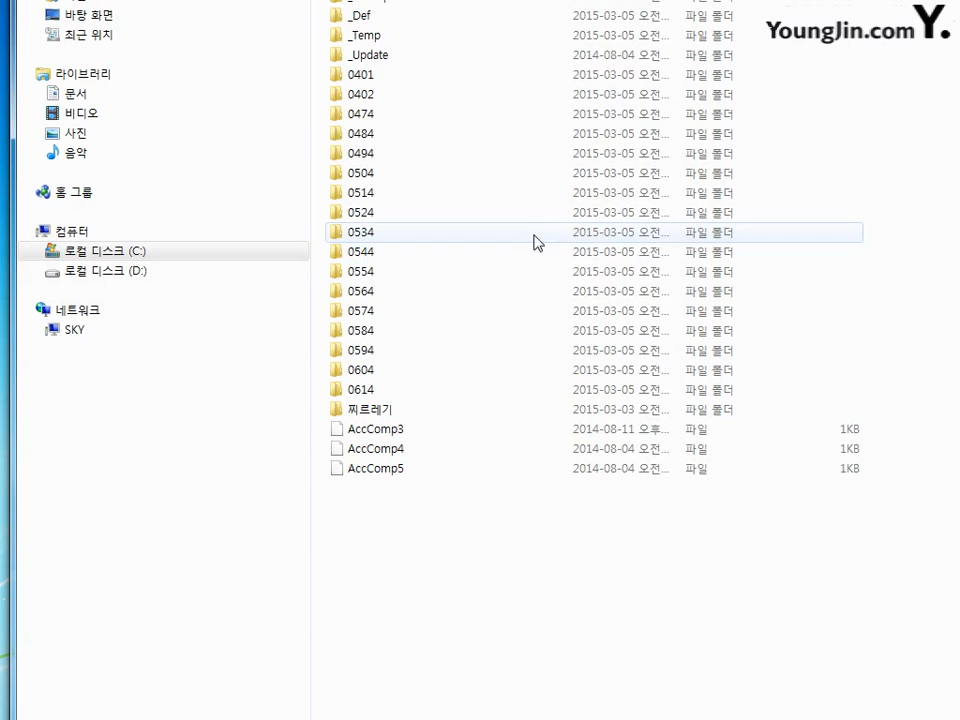 YoungJin.com Y.
바탕 화면
최근 위치
라이브러리
문서
비디오
사진
음악
홈 그룹
컴퓨터
로컬 디스크 (C:)
로컬 디스크 (D:)
네트워크
SKY
_Def 2015-03-05 오전... 파일 폴더
_Temp 2015-03-05 오전... 파일 폴더
_Update 2014-08-04 오전... 파일 폴더
0401 2015-03-05 오전... 파일 폴더
0402 2015-03-05 오전... 파일 폴더
0474 2015-03-05 오전... 파일 폴더
0484 2015-03-05 오전... 파일 폴더
0494 2015-03-05 오전... 파일 폴더
0504 2015-03-05 오전... 파일 폴더
0514 2015-03-05 오전... 파일 폴더
0524 2015-03-05 오전... 파일 폴더
0534 2015-03-05 오전... 파일 폴더
0544 2015-03-05 오전... 파일 폴더
0554 2015-03-05 오전... 파일 폴더
0564 2015-03-05 오전... 파일 폴더
0574 2015-03-05 오전... 파일 폴더
0584 2015-03-05 오전... 파일 폴더
0594 2015-03-05 오전... 파일 폴더
0604 2015-03-05 오전... 파일 폴더
0614 2015-03-05 오전... 파일 폴더
찌르레기 2015-03-03 오전... 파일 폴더
AccComp3 2014-08-11 오후... 파일 1KB
AccComp4 2014-08-04 오전... 파일 1KB
AccComp5 2014-08-04 오전... 파일 1KB